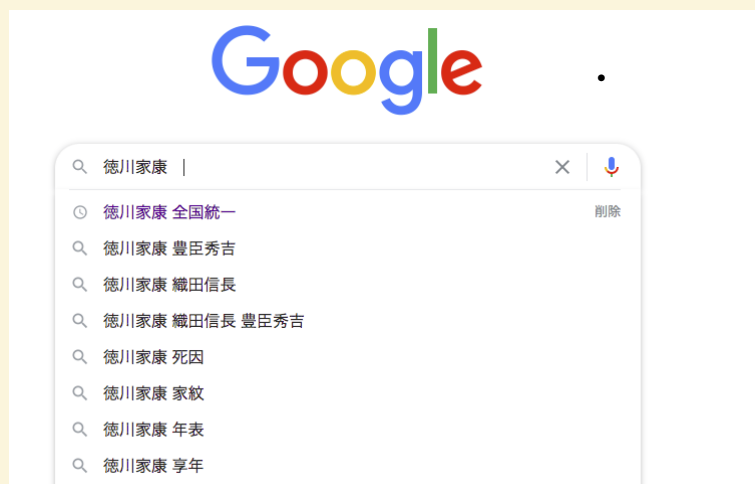 Google
徳川家康
徳川家康 全国統一 削除
徳川家康 豊臣秀吉
徳川家康 織田信長
徳川家康 織田信長 豊臣秀吉
徳川家康 死因
徳川家康 家紋
徳川家康 年表
徳川家康 享年